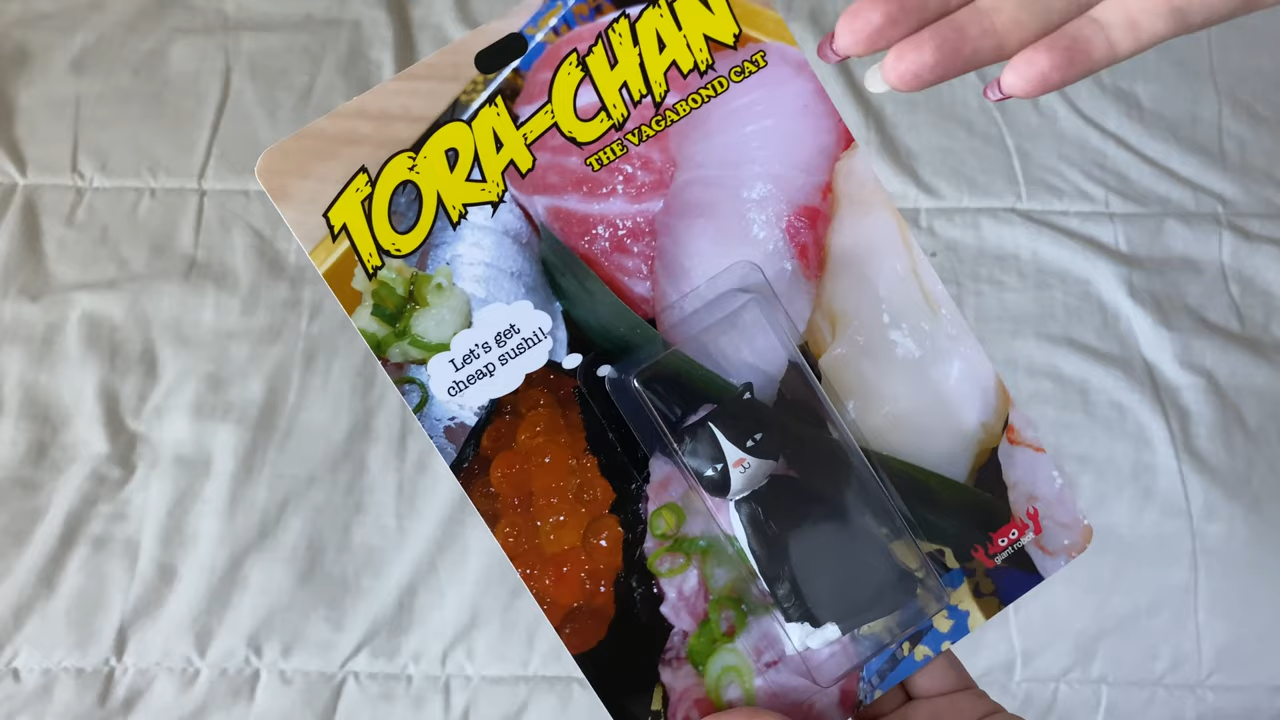 TORA-CHAN
THE VAGABOND CAT
Let's get
cheap sushi!
giant robot